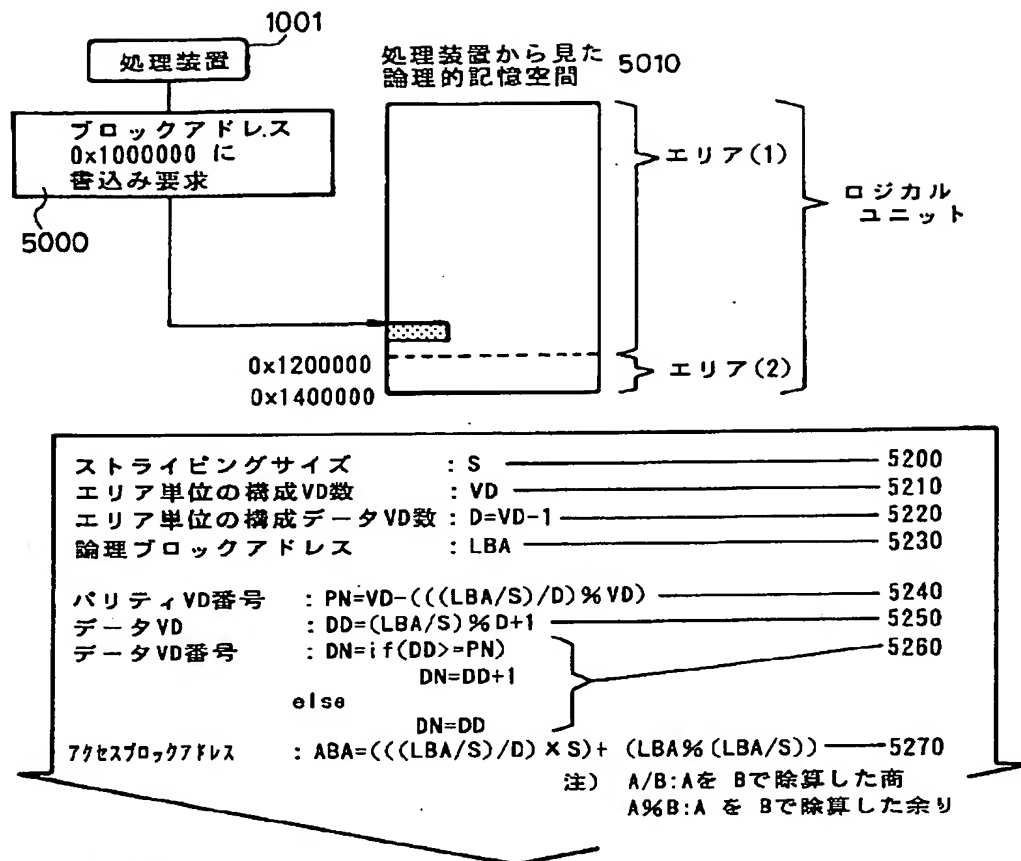 1001
処理装置
ブロックアドレス
0x1000000 に
書込み要求
5000
処理装置から見た
論理的記憶空間
5010
エリア(1)
ロジカル
ユニット
0x1200000
エリア(2)
0x1400000
ストライピングサイズ : S 5200
エリア単位の構成VD数 : VD 5210
エリア単位の構成データVD数 : D=VD-1 5220
論理ブロックアドレス : LBA 5230
パリティVD番号 : PN=VD-(((LBA/S)/D)%VD) 5240
データVD : DD=(LBA/S)%D+1 5250
データVD番号 : DN=if(DD>=PN) 5260
DN=DD+1
else
DN=DD
アクセスブロックアドレス : ABA=(((LBA/S)/D)×S)+ (LBA%(LBA/S)) 5270
注) A/B:Aを Bで除算した商
A%B:A を Bで除算した余り